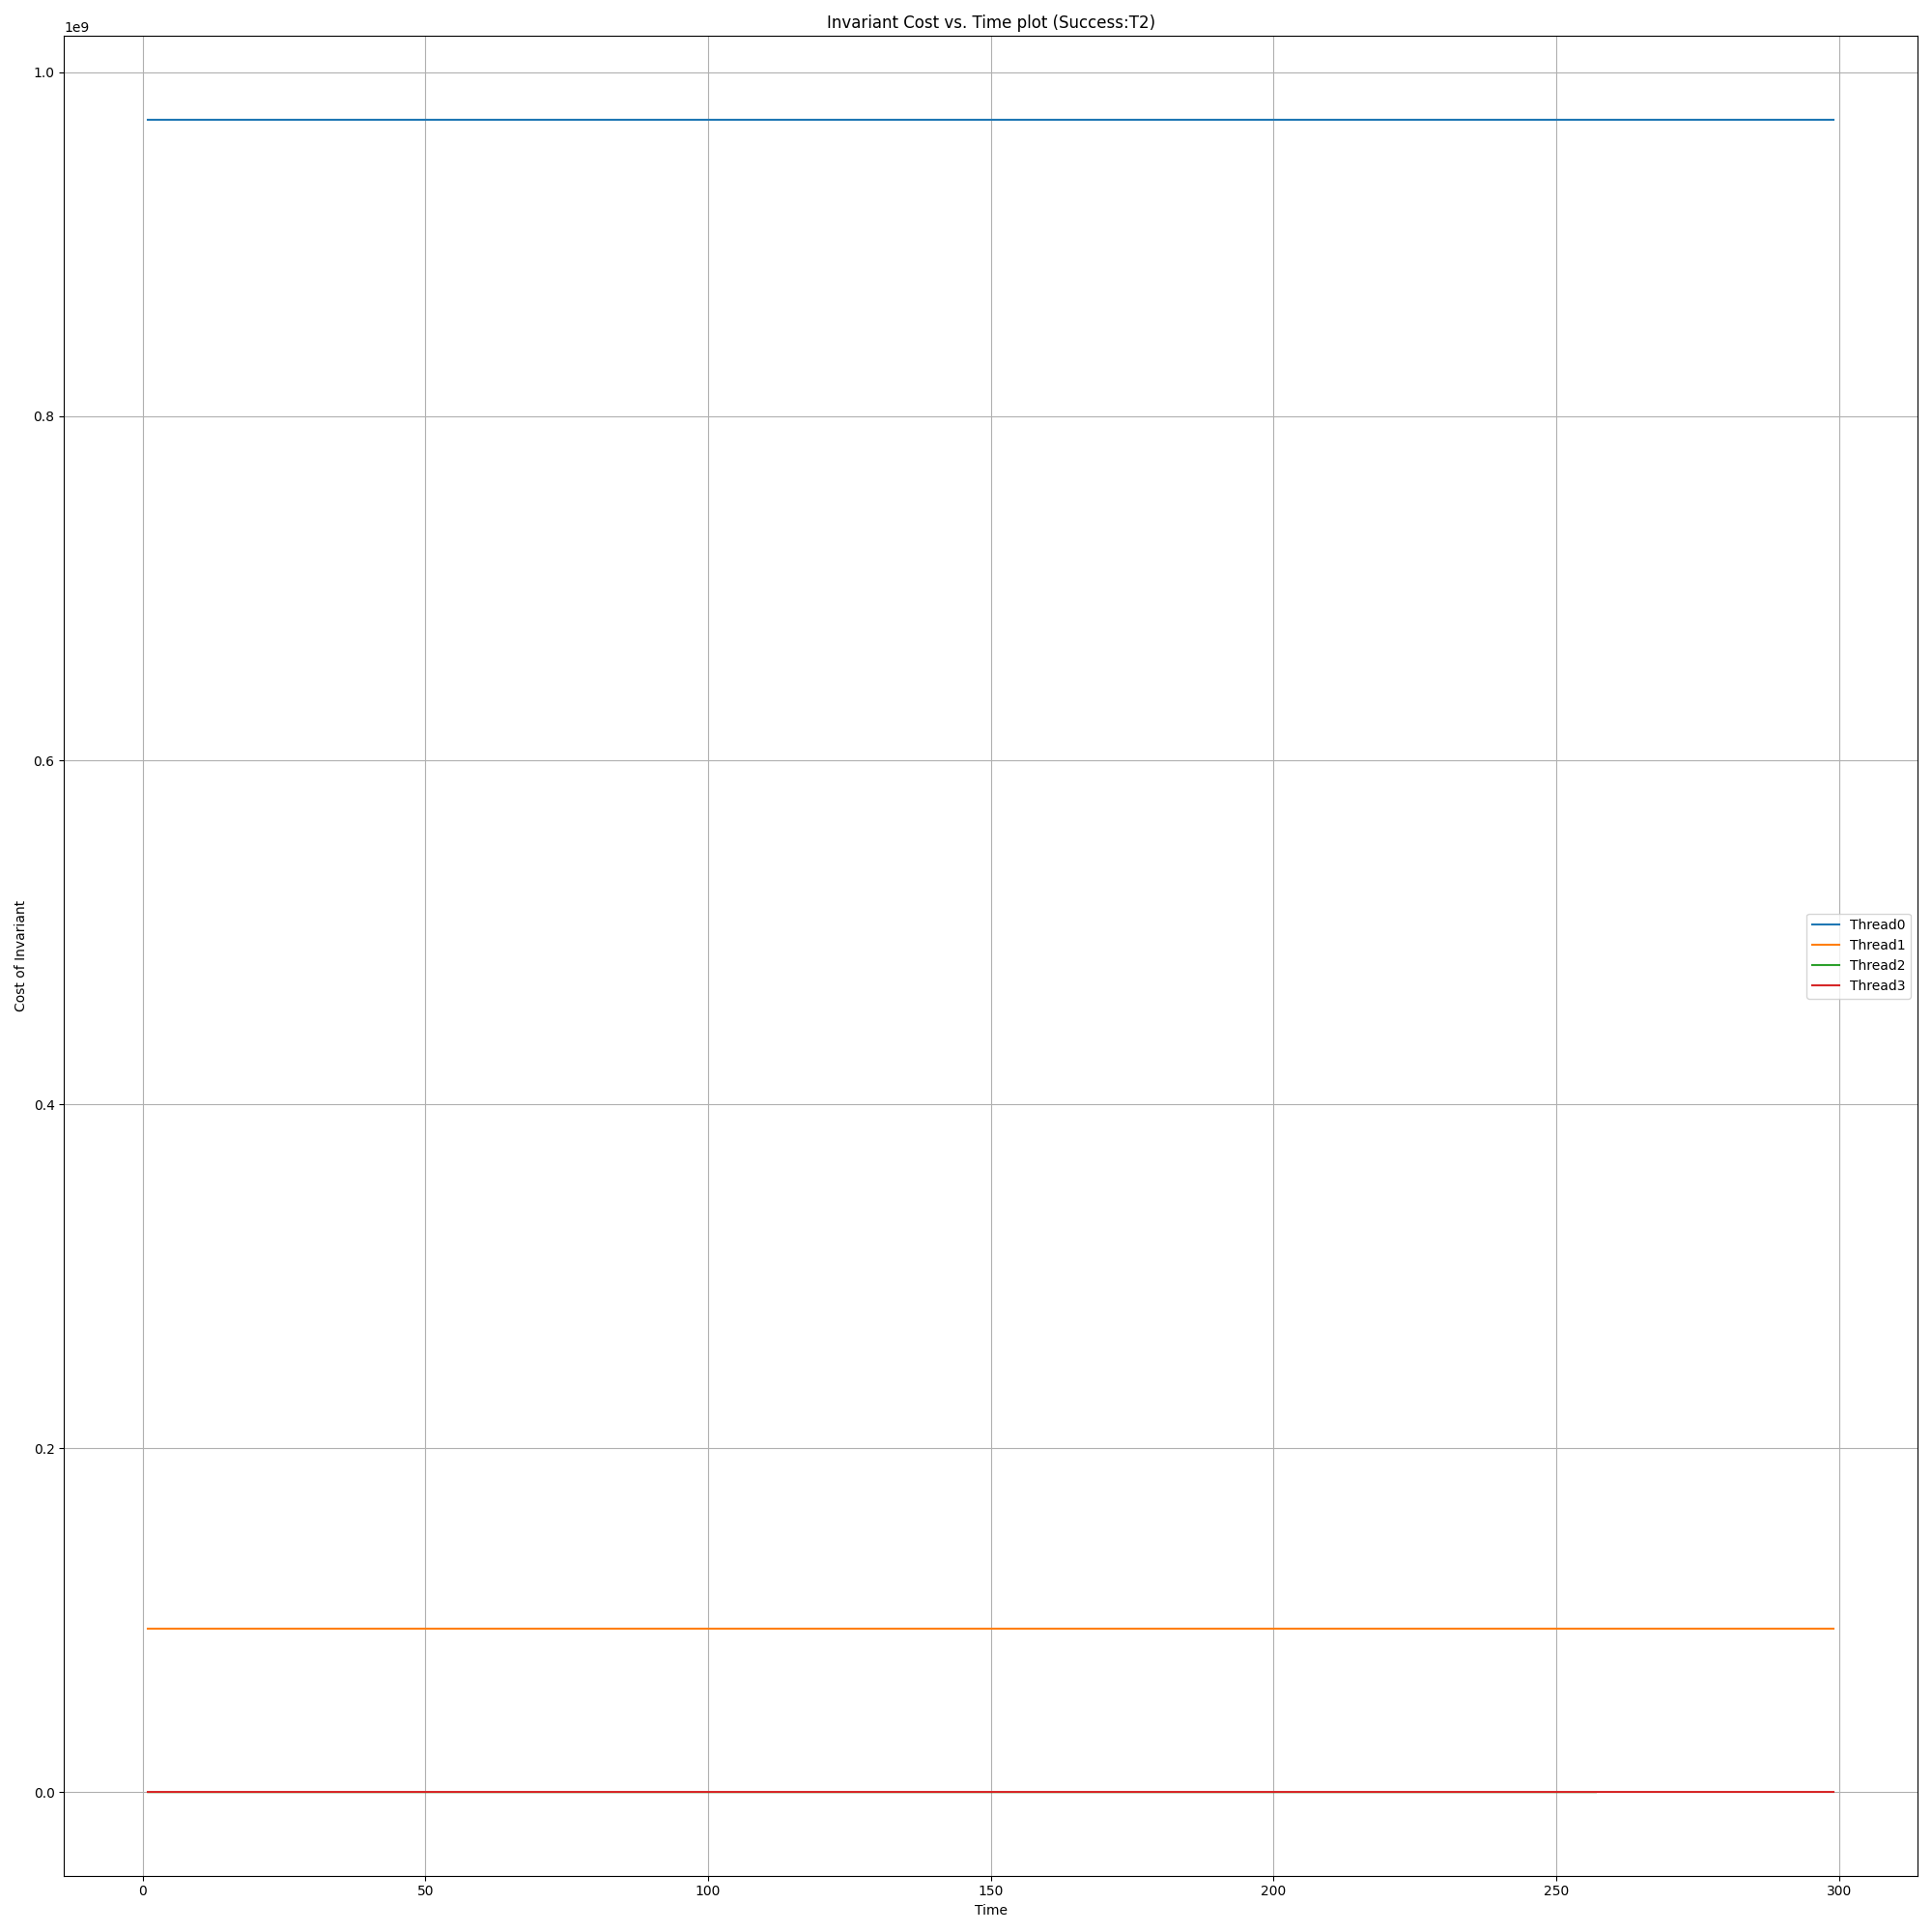 Invariant Cost vs. Time plot (Success:T2)
1e9
1.0
0.8
0.6
0.4
0.2
0.0
Cost of Invariant
Thread0
Thread1
Thread2
Thread3
0 50 100 150 200 250 300
Time